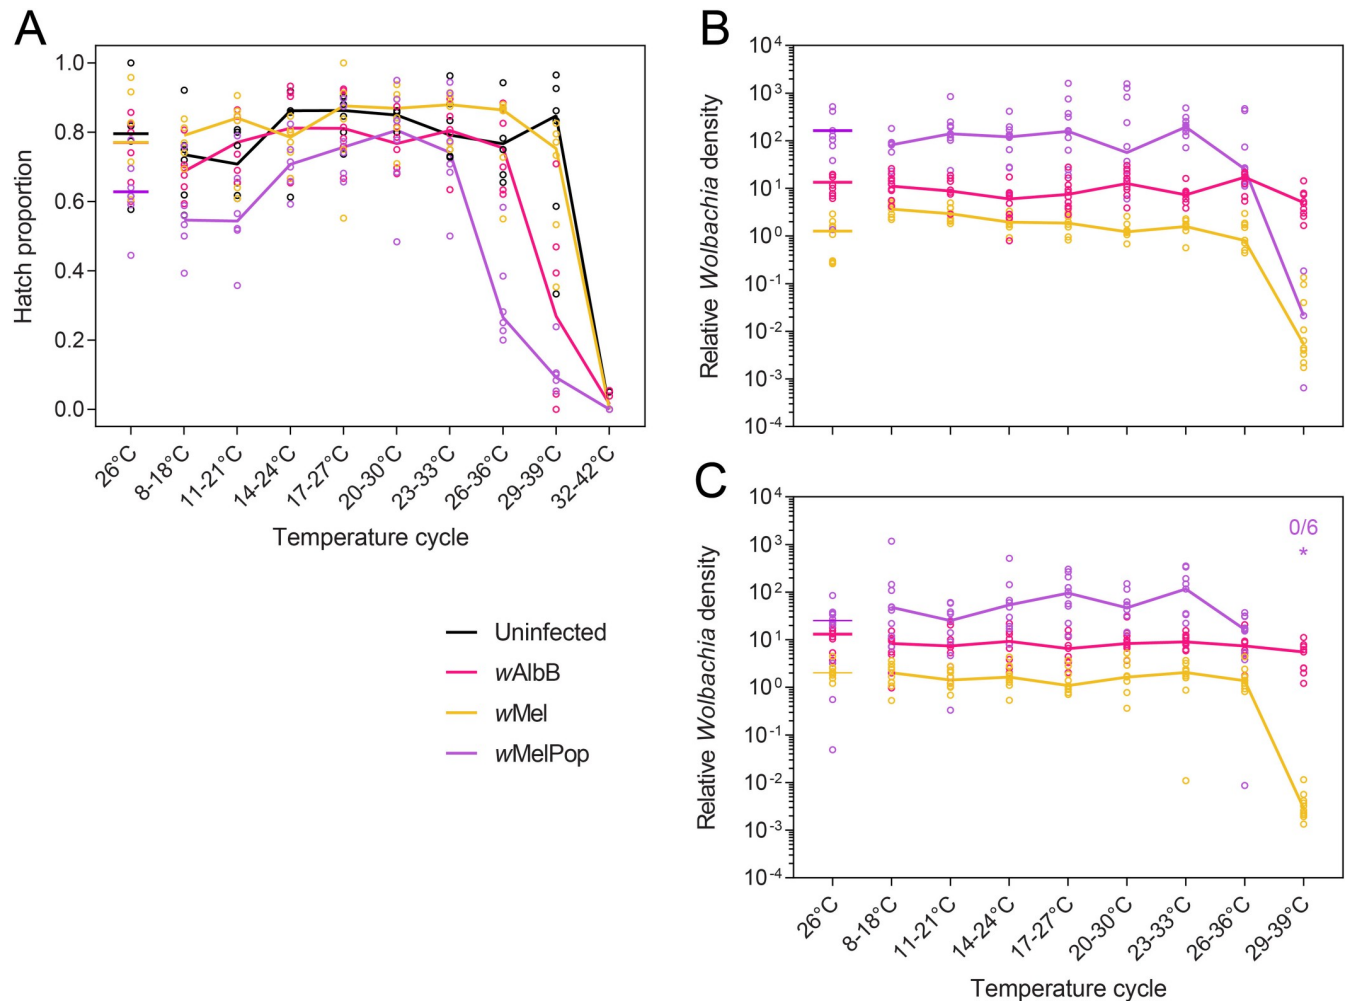 A
Hatch proportion
1.0
0.8
0.6
0.4
0.2
0.0
26°C
8-18°C
11-21°C
14-24°C
17-27°C
20-30°C
23-33°C
26-36°C
29-39°C
32-42°C
Temperature cycle
Uninfected
wAlbB
wMel
wMelPop
B
Relative Wolbachia density
10⁴
10³
10²
10¹
10⁰
10⁻¹
10⁻²
10⁻³
10⁻⁴
C
Relative Wolbachia density
10⁴
10³
10²
10¹
10⁰
10⁻¹
10⁻²
10⁻³
10⁻⁴
0/6
*
26°C
8-18°C
11-21°C
14-24°C
17-27°C
20-30°C
23-33°C
26-36°C
29-39°C
Temperature cycle